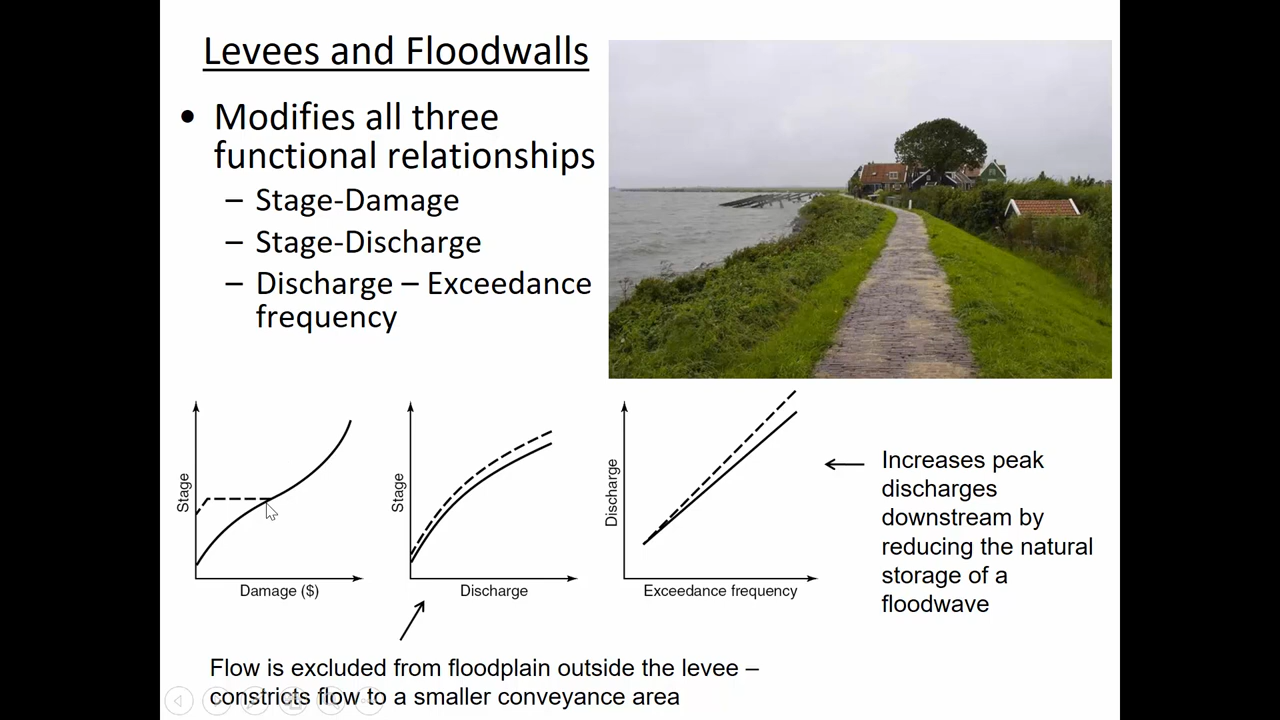 Levees and Floodwalls
• Modifies all three
functional relationships
– Stage-Damage
– Stage-Discharge
– Discharge – Exceedance
frequency
Stage
Damage ($)
Stage
Discharge
Discharge
Exceedance frequency
Increases peak
discharges
downstream by
reducing the natural
storage of a
floodwave
Flow is excluded from floodplain outside the levee –
constricts flow to a smaller conveyance area